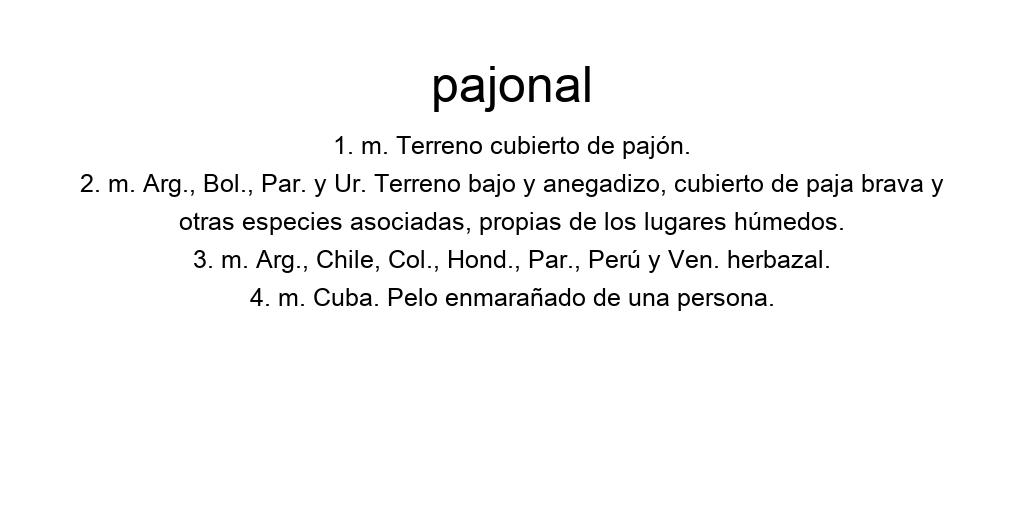 pajonal
1. m. Terreno cubierto de pajón.
2. m. Arg., Bol., Par. y Ur. Terreno bajo y anegadizo, cubierto de paja brava y
otras especies asociadas, propias de los lugares húmedos.
3. m. Arg., Chile, Col., Hond., Par., Perú y Ven. herbazal.
4. m. Cuba. Pelo enmarañado de una persona.